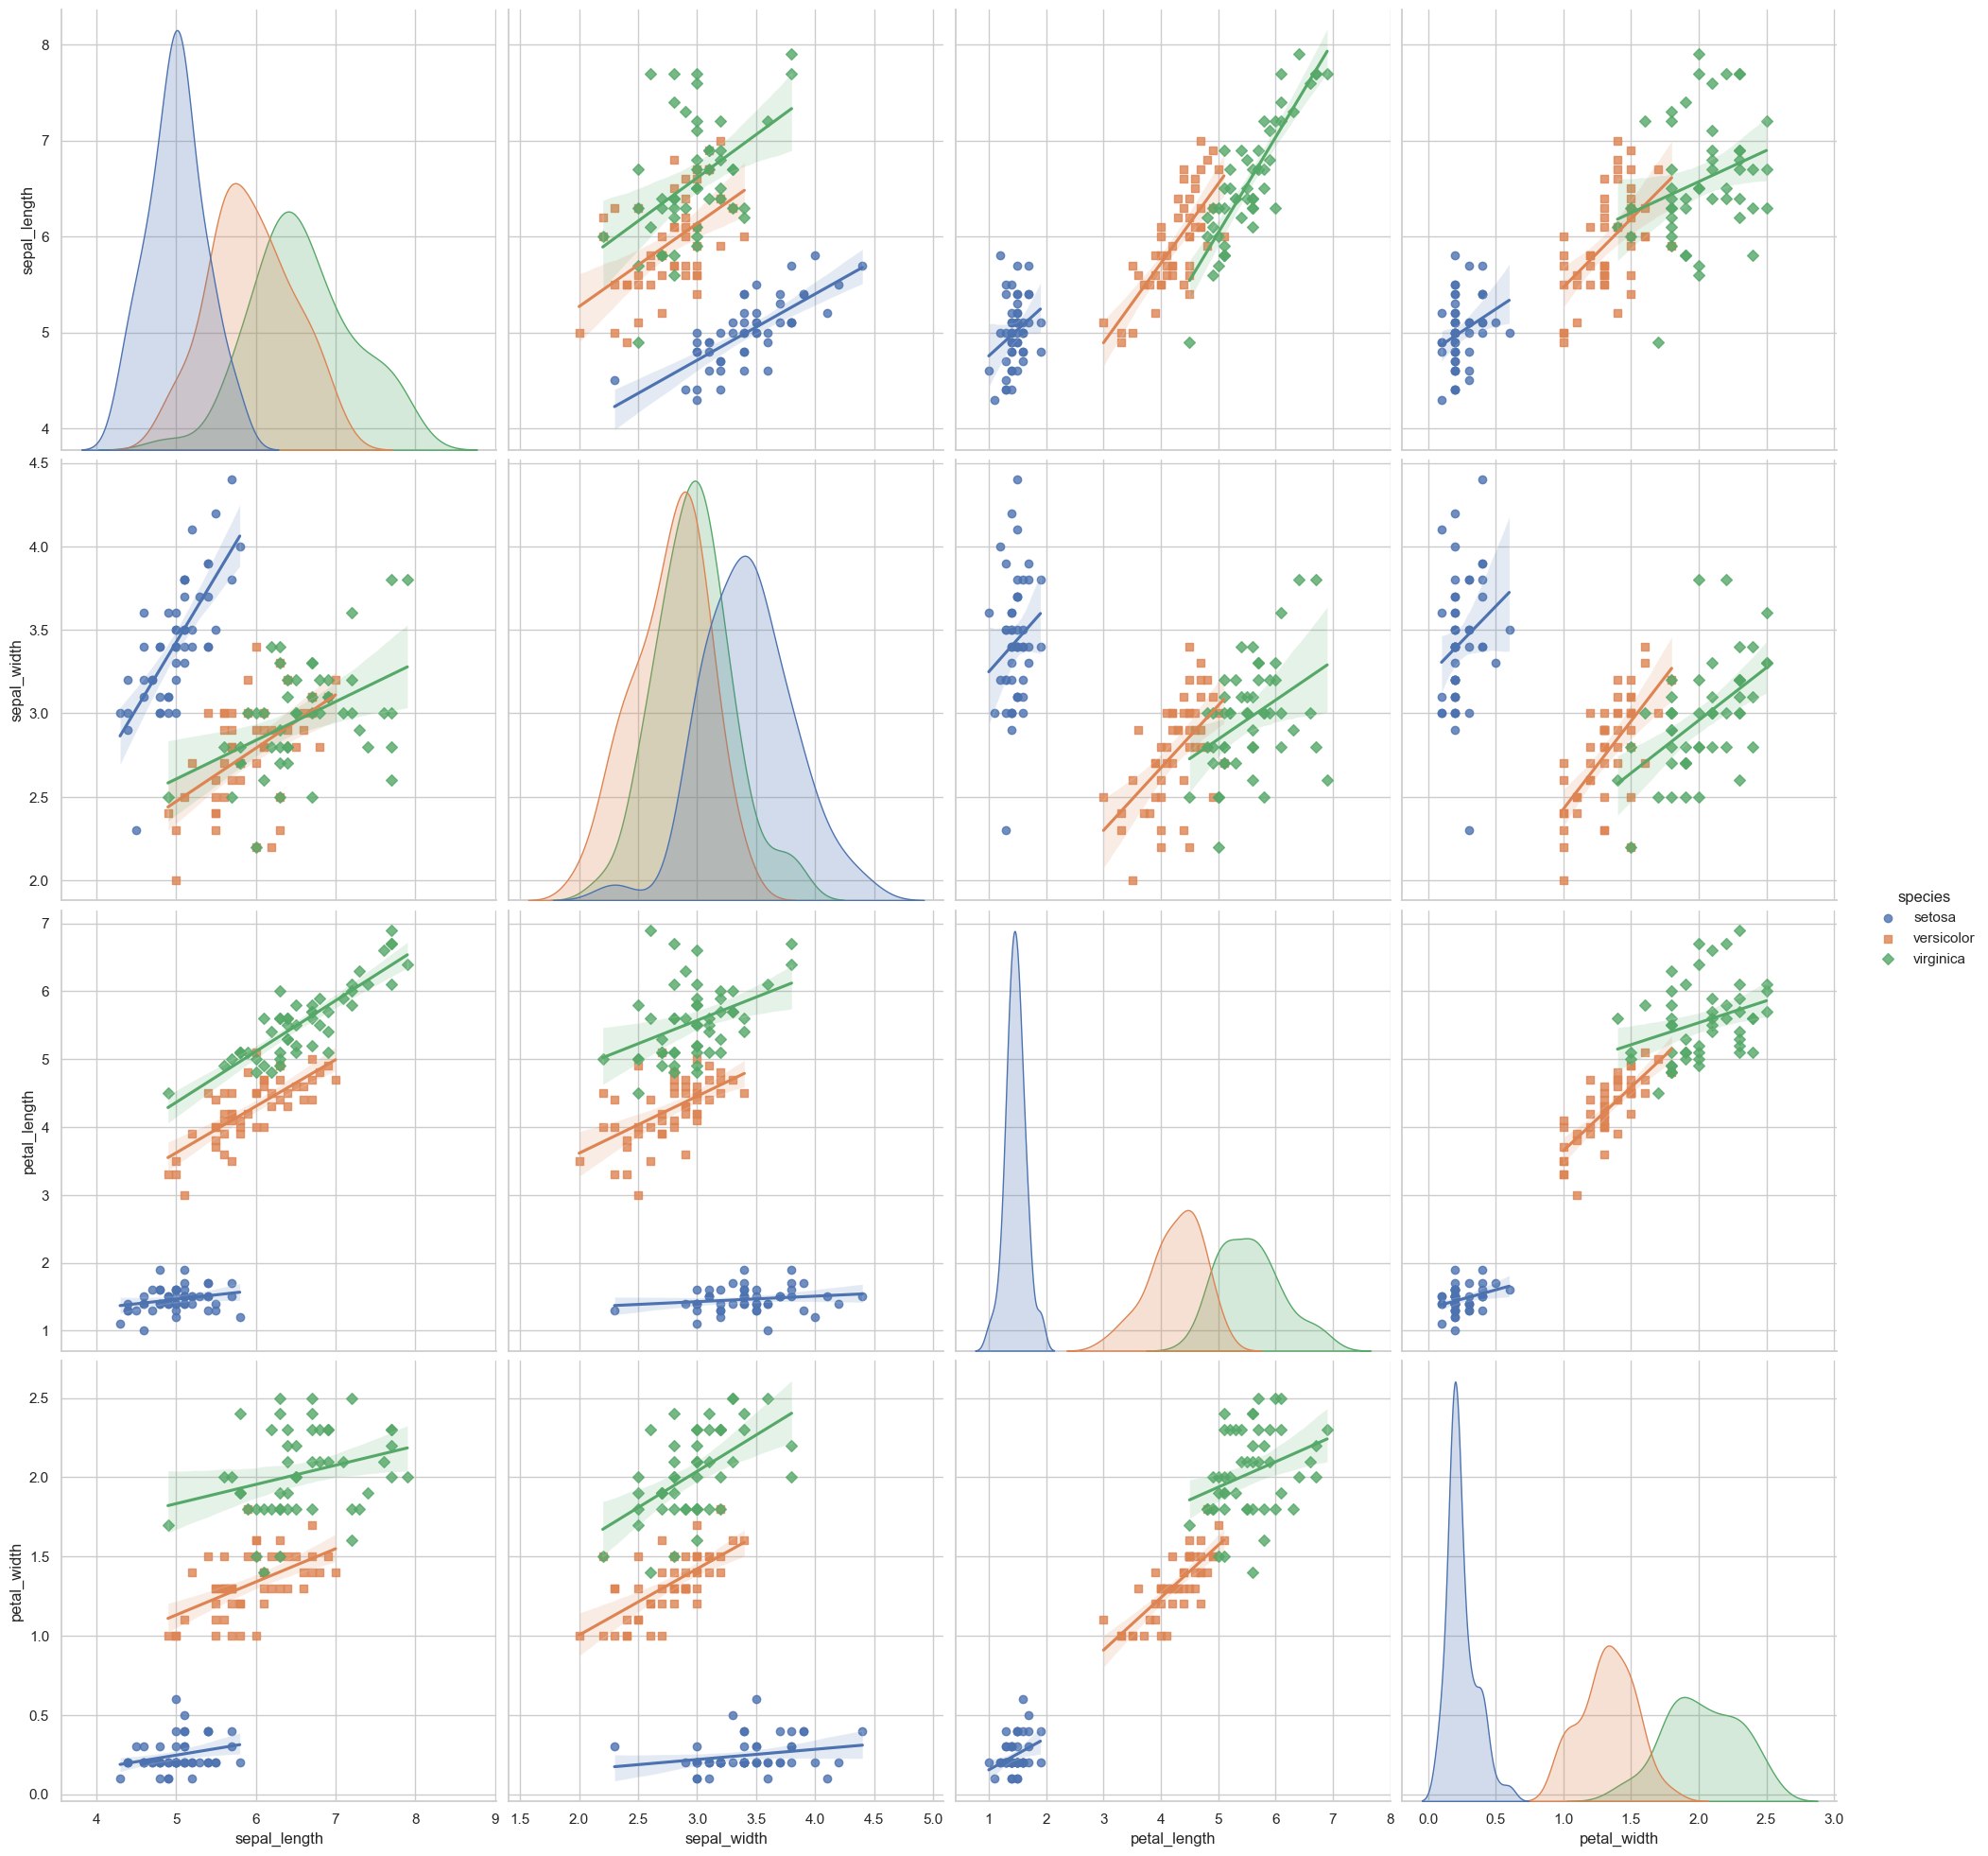 8
7
6
5
4
sepal_length
4.5
4.0
3.5
3.0
2.5
2.0
sepal_width
species
setosa
versicolor
virginica
7
6
5
4
3
2
1
petal_length
2.5
2.0
1.5
1.0
0.5
0.0
petal_width
4 5 6 7 8 9
sepal_length
1.5 2.0 2.5 3.0 3.5 4.0 4.5 5.0
sepal_width
1 2 3 4 5 6 7 8
petal_length
0.0 0.5 1.0 1.5 2.0 2.5 3.0
petal_width